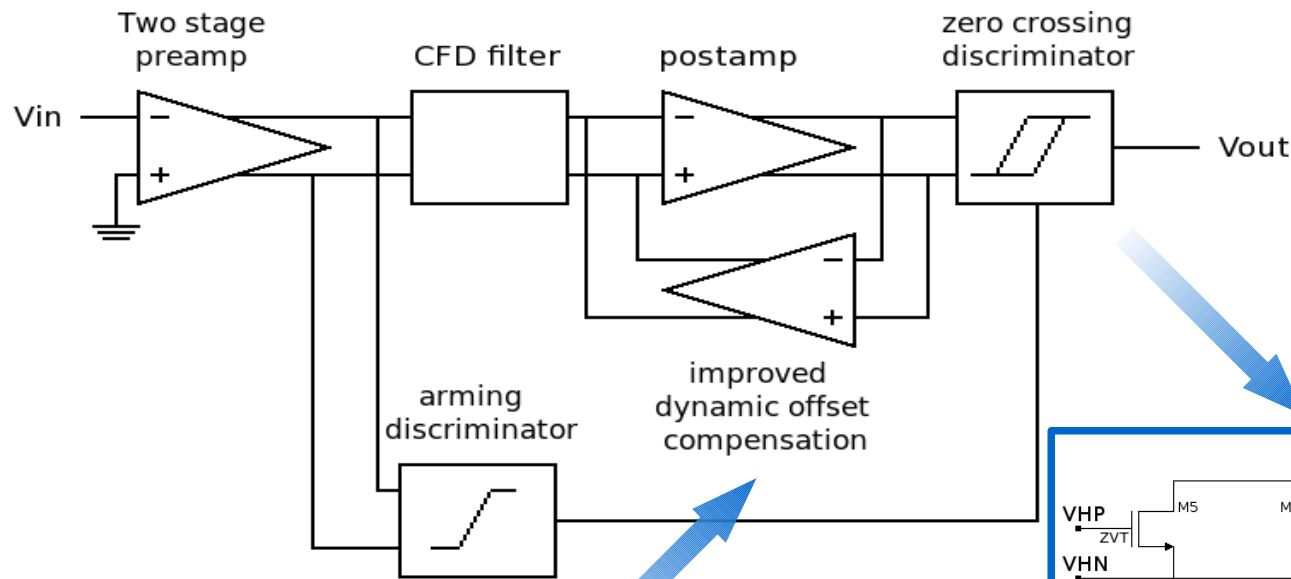 Two stage
preamp
CFD filter
postamp
zero crossing
discriminator
Vin
−
+
−
+
Vout
−
+
improved
dynamic offset
compensation
arming
discriminator
VHP
ZVT
M5
M
VHN